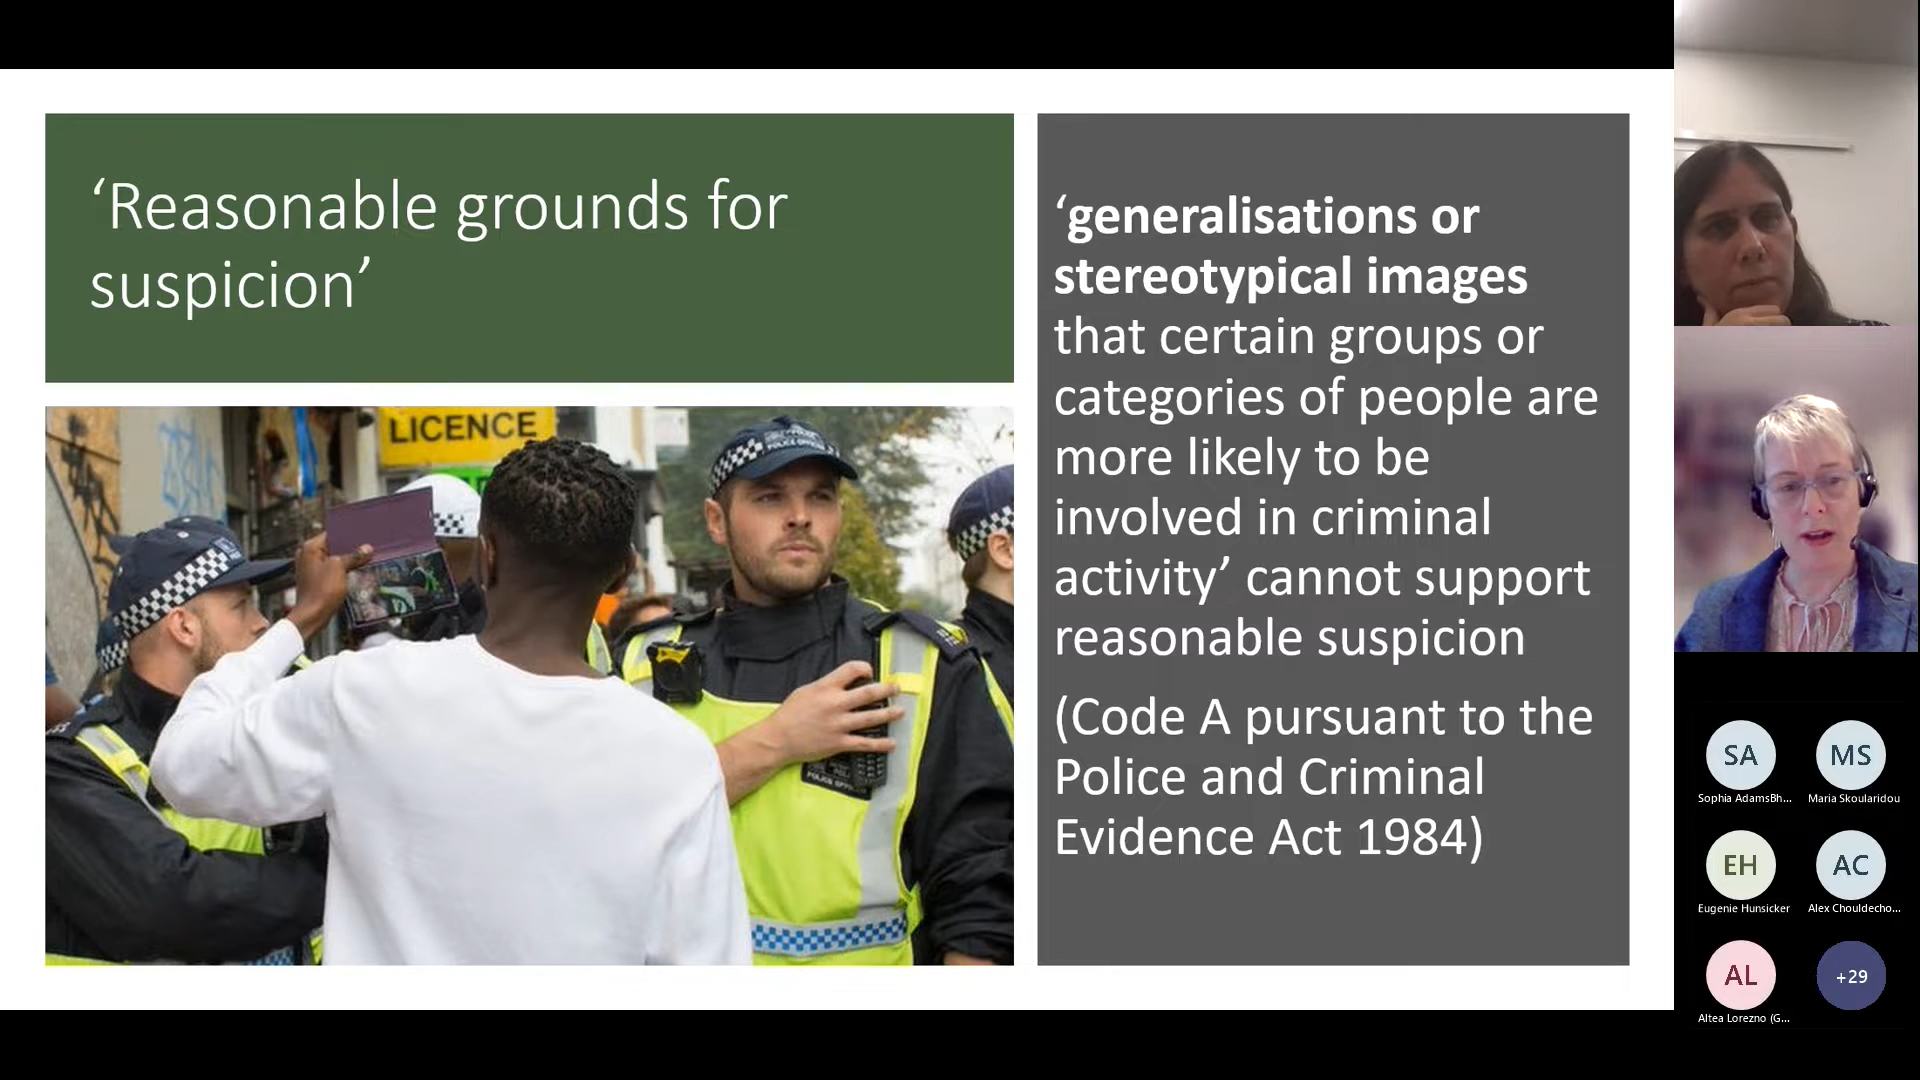 ‘Reasonable grounds for
suspicion’
LICENCE
‘generalisations or
stereotypical images
that certain groups or
categories of people are
more likely to be
involved in criminal
activity’ cannot support
reasonable suspicion
(Code A pursuant to the
Police and Criminal
Evidence Act 1984)
SA
Sophia AdamsBh...
MS
Maria Skoularidou
EH
Eugenie Hunsicker
AC
Alex Chouldecho...
AL
Altea Lorezno (G...
+29